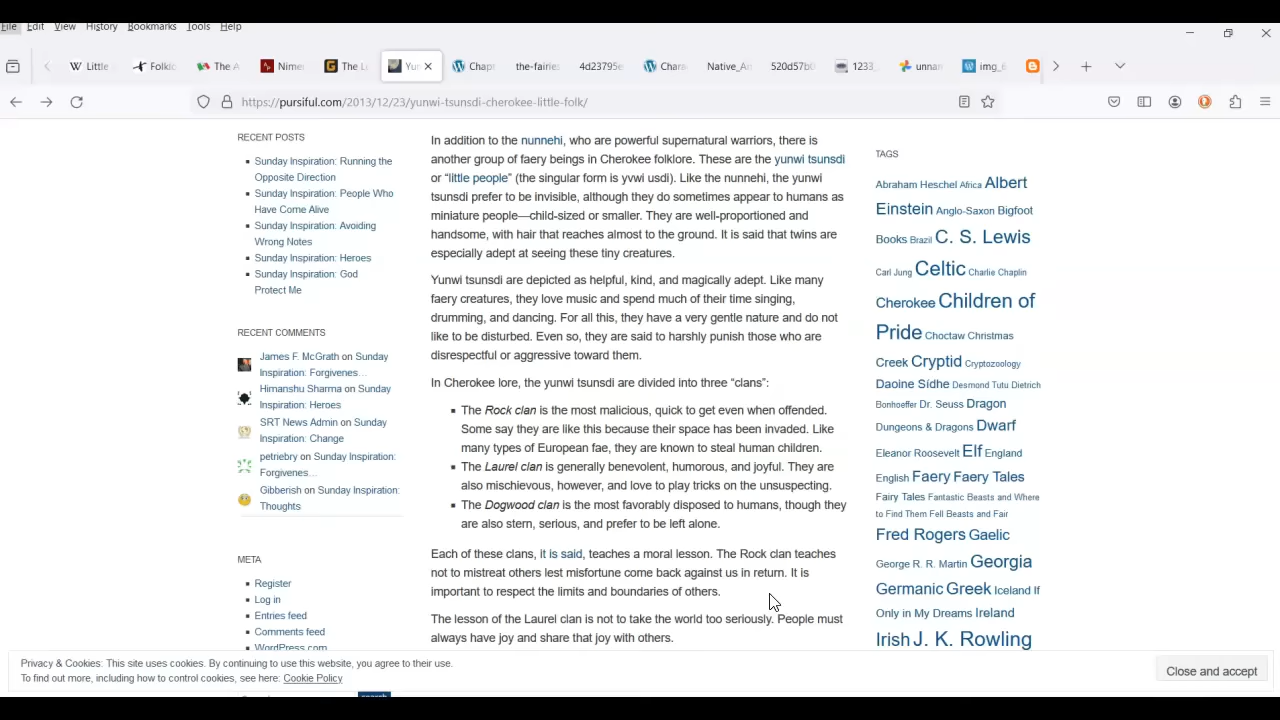 File Edit View History Bookmarks Tools Help
Little Folklo The A Nime The Li Yun Chapt the-fairies 4d23795e Chara Native_An 520d57b0 1233_ unnar img_6
https://pursiful.com/2013/12/23/yunwi-tsunsdi-cherokee-little-folk/
RECENT POSTS
Sunday Inspiration: Running the
Opposite Direction
Sunday Inspiration: People Who
Have Come Alive
Sunday Inspiration: Avoiding
Wrong Notes
Sunday Inspiration: Heroes
Sunday Inspiration: God
Protect Me
RECENT COMMENTS
James F. McGrath on Sunday
Inspiration: Forgivenes…
Himanshu Sharma on Sunday
Inspiration: Heroes
SRT News Admin on Sunday
Inspiration: Change
petriebry on Sunday Inspiration:
Forgivenes…
Gibberish on Sunday Inspiration:
Thoughts
META
Register
Log in
Entries feed
Comments feed
WordPress.com
search
In addition to the nunnehi, who are powerful supernatural warriors, there is
another group of faery beings in Cherokee folklore. These are the yunwi tsunsdi
or “little people” (the singular form is yvwi usdi). Like the nunnehi, the yunwi
tsunsdi prefer to be invisible, although they do sometimes appear to humans as
miniature people—child-sized or smaller. They are well-proportioned and
handsome, with hair that reaches almost to the ground. It is said that twins are
especially adept at seeing these tiny creatures.
Yunwi tsunsdi are depicted as helpful, kind, and magically adept. Like many
faery creatures, they love music and spend much of their time singing,
drumming, and dancing. For all this, they have a very gentle nature and do not
like to be disturbed. Even so, they are said to harshly punish those who are
disrespectful or aggressive toward them.
In Cherokee lore, the yunwi tsunsdi are divided into three “clans”:
The Rock clan is the most malicious, quick to get even when offended.
Some say they are like this because their space has been invaded. Like
many types of European fae, they are known to steal human children.
The Laurel clan is generally benevolent, humorous, and joyful. They are
also mischievous, however, and love to play tricks on the unsuspecting.
The Dogwood clan is the most favorably disposed to humans, though they
are also stern, serious, and prefer to be left alone.
Each of these clans, it is said, teaches a moral lesson. The Rock clan teaches
not to mistreat others lest misfortune come back against us in return. It is
important to respect the limits and boundaries of others.
The lesson of the Laurel clan is not to take the world too seriously. People must
always have joy and share that joy with others.
TAGS
Abraham Heschel Africa Albert
Einstein Anglo-Saxon Bigfoot
Books Brazil C. S. Lewis
Carl Jung Celtic Charlie Chaplin
Cherokee Children of
Pride Choctaw Christmas
Creek Cryptid Cryptozoology
Daoine Sídhe Desmond Tutu Dietrich
Bonhoeffer Dr. Seuss Dragon
Dungeons & Dragons Dwarf
Eleanor Roosevelt Elf England
English Faery Faery Tales
Fairy Tales Fantastic Beasts and Where
to Find Them Fell Beasts and Fair
Fred Rogers Gaelic
George R. R. Martin Georgia
Germanic Greek Iceland If
Only in My Dreams Ireland
Irish J. K. Rowling
Privacy & Cookies: This site uses cookies. By continuing to use this website, you agree to their use.
To find out more, including how to control cookies, see here: Cookie Policy
Close and accept